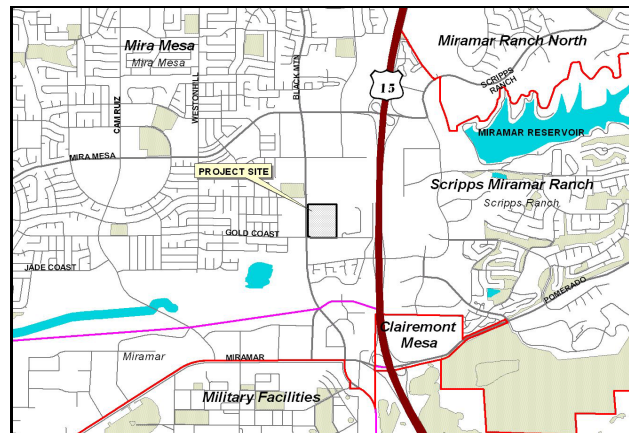 Mira Mesa
Mira Mesa
Miramar Ranch North
BLACK MTN
15
SCRIPPS
RANCH
WESTONHILL
CAM RUIZ
MIRAMAR RESERVOIR
MIRA MESA
PROJECT SITE
Scripps Miramar Ranch
Scripps Ranch
GOLD COAST
JADE COAST
POMERADO
Clairemont
Mesa
Miramar
MIRAMAR
Military Facilities